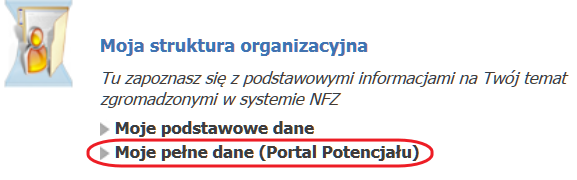 Moja struktura organizacyjna
Tu zapoznasz się z podstawowymi informacjami na Twój temat
zgromadzonymi w systemie NFZ
Moje podstawowe dane
Moje pełne dane (Portal Potencjału)